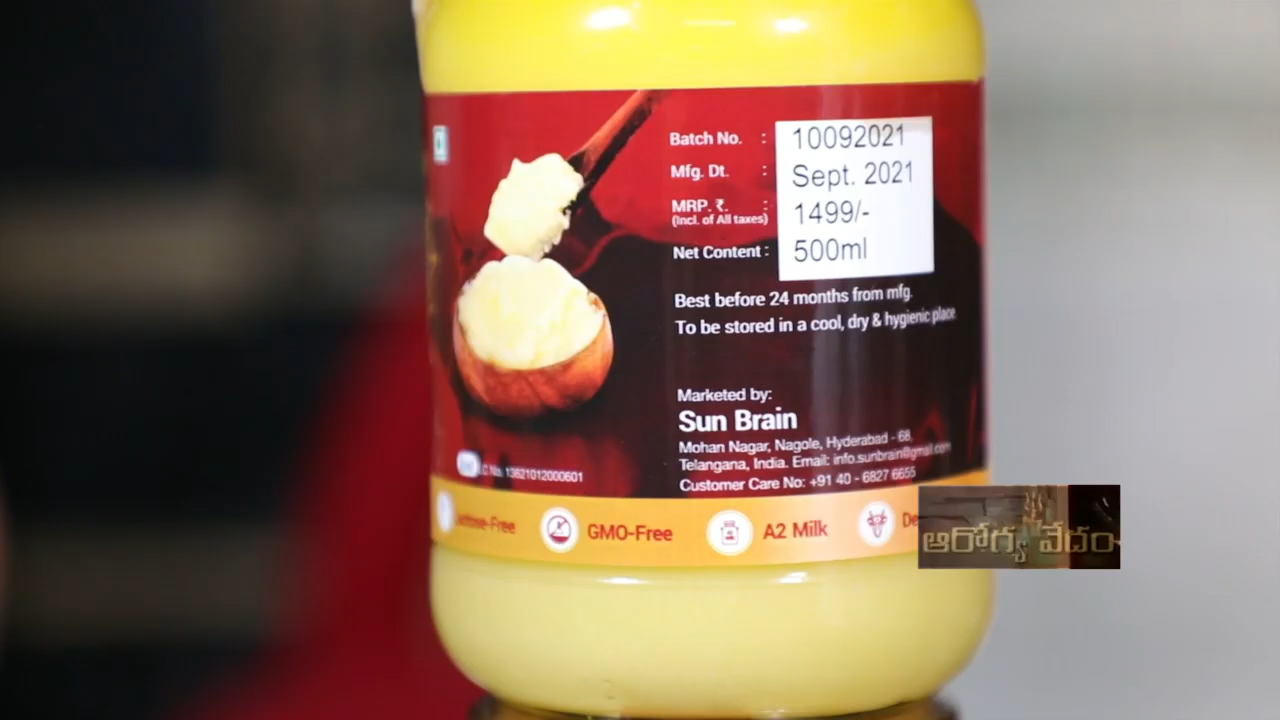 Batch No. : 10092021
Mfg. Dt. : Sept. 2021
MRP. ₹. : 1499/-
(Incl. of All taxes)
Net Content : 500ml
Best before 24 months from mfg.
To be stored in a cool, dry & hygienic place
Marketed by:
Sun Brain
Mohan Nagar, Nagole, Hyderabad - 68,
Telangana, India. Email: info.sunbrain@gmail.com
Customer Care No: +91 40 - 6827 6655
No. 13621012000601
GMO-Free
A2 Milk
ఆరోగ్య వేదం